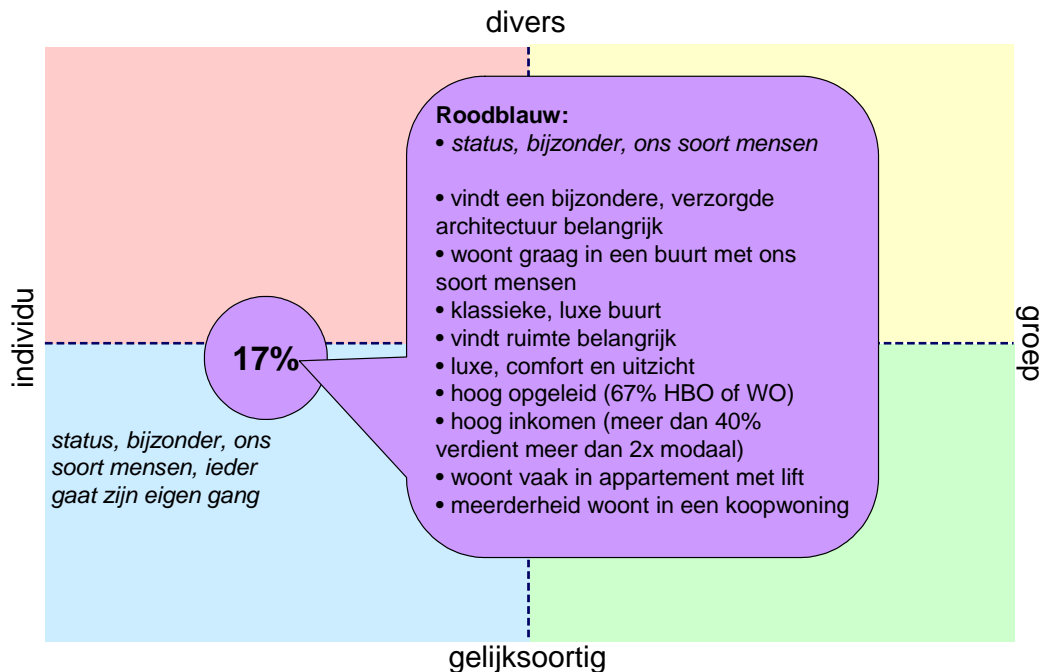 divers
Roodblauw:
• status, bijzonder, ons soort mensen
• vindt een bijzondere, verzorgde
architectuur belangrijk
• woont graag in een buurt met ons
soort mensen
• klassieke, luxe buurt
• vindt ruimte belangrijk
• luxe, comfort en uitzicht
• hoog opgeleid (67% HBO of WO)
• hoog inkomen (meer dan 40%
verdient meer dan 2x modaal)
• woont vaak in appartement met lift
• meerderheid woont in een koopwoning
individu
17%
groep
status, bijzonder, ons
soort mensen, ieder
gaat zijn eigen gang
gelijksoortig